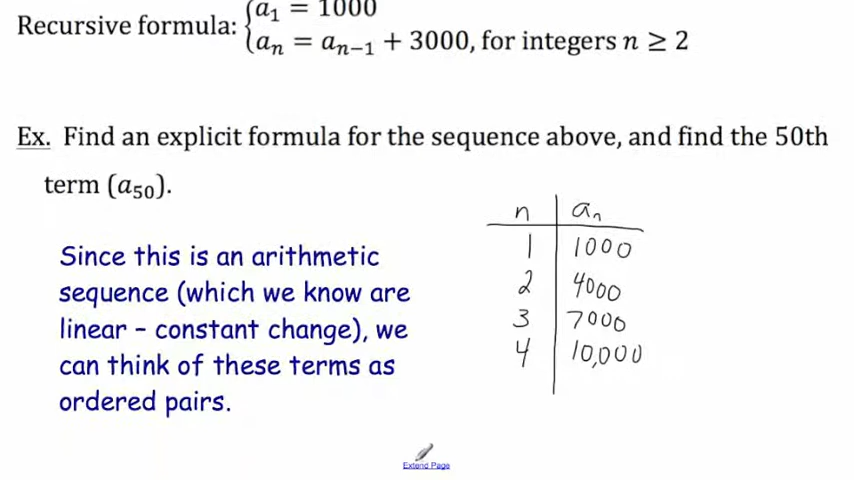 Recursive formula: {a₁ = 1000
aₙ = aₙ₋₁ + 3000, for integers n ≥ 2
Ex. Find an explicit formula for the sequence above, and find the 50th
term (a₅₀).
Since this is an arithmetic
sequence (which we know are
linear – constant change), we
can think of these terms as
ordered pairs.
n aₙ
1 1000
2 4000
3 7000
4 10,000
Extend Page